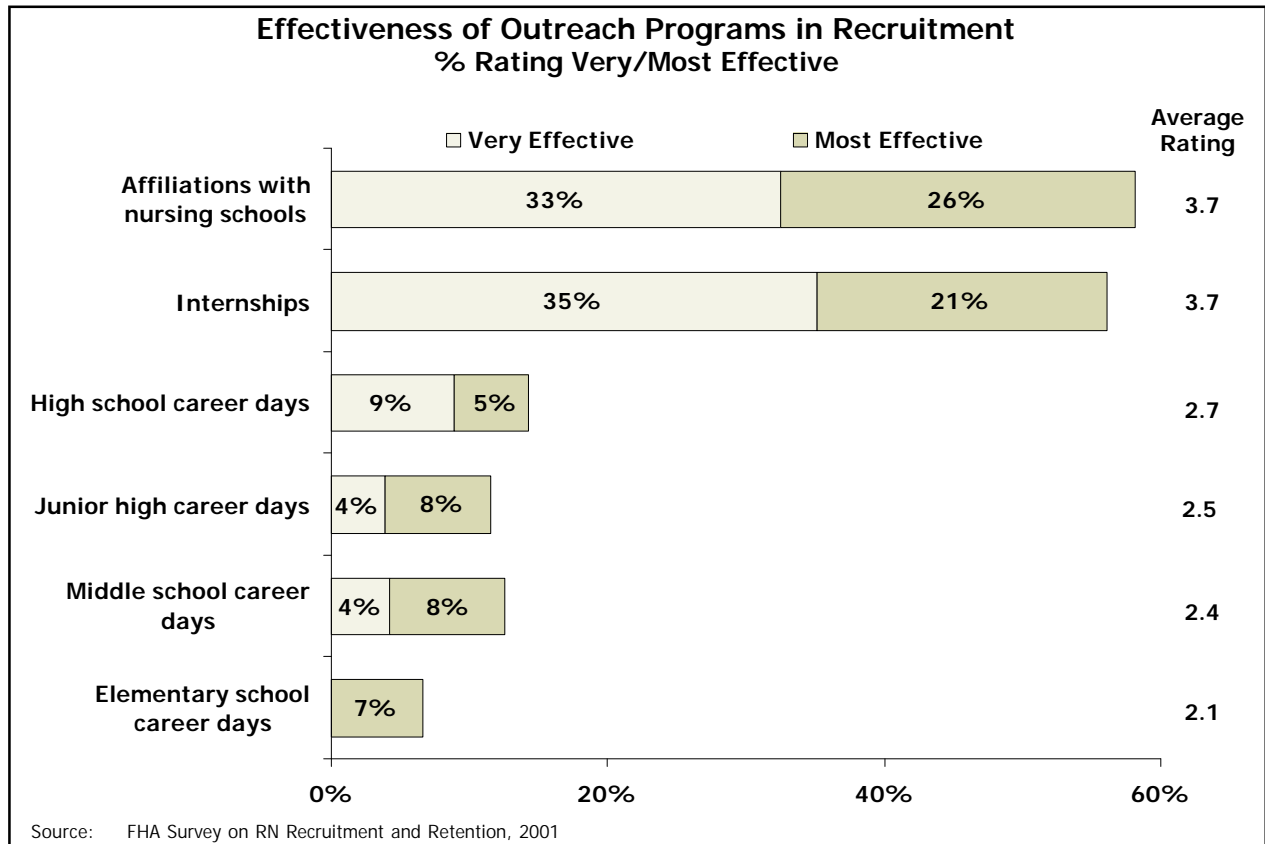 Effectiveness of Outreach Programs in Recruitment
% Rating Very/Most Effective
Very Effective
Most Effective
Average
Rating
Affiliations with
nursing schools
33%
26%
3.7
Internships
35%
21%
3.7
High school career days
9%
5%
2.7
Junior high career days
4%
8%
2.5
Middle school career
days
4%
8%
2.4
Elementary school
career days
7%
2.1
0%
20%
40%
60%
Source: FHA Survey on RN Recruitment and Retention, 2001